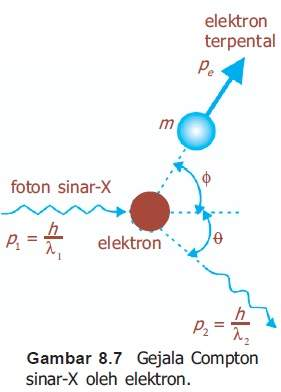 elektron
terpental
pe
m
ϕ
foton sinar-X
θ
p1 = h/λ1
elektron
p2 = h/λ2
Gambar 8.7 Gejala Compton
sinar-X oleh elektron.